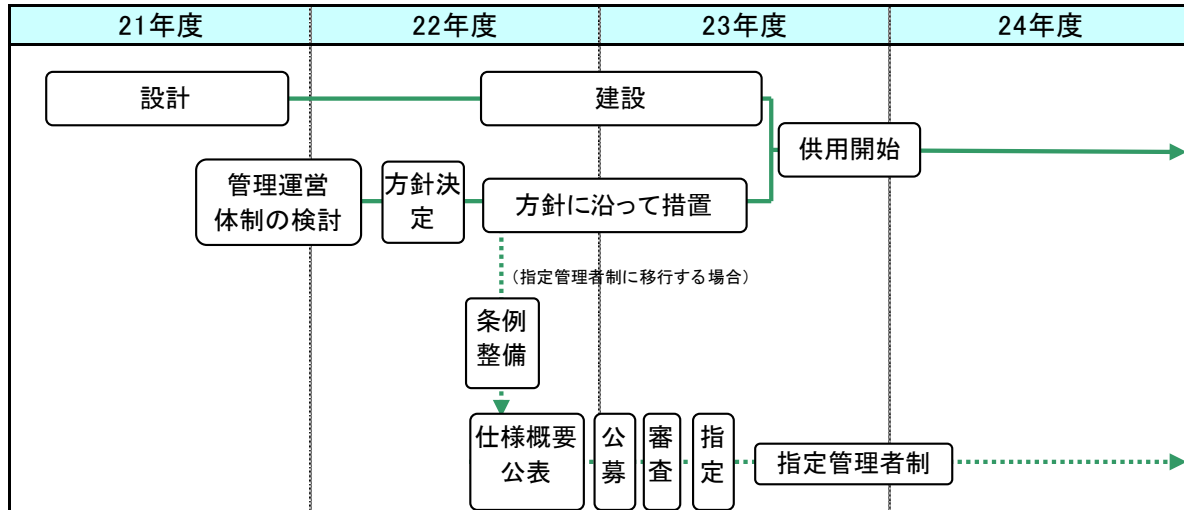 21年度
22年度
23年度
24年度
設計
建設
供用開始
管理運営
体制の検討
方針決
定
方針に沿って措置
（指定管理者制に移行する場合）
条例
整備
仕様概要
公表
公
募
審
査
指
定
指定管理者制